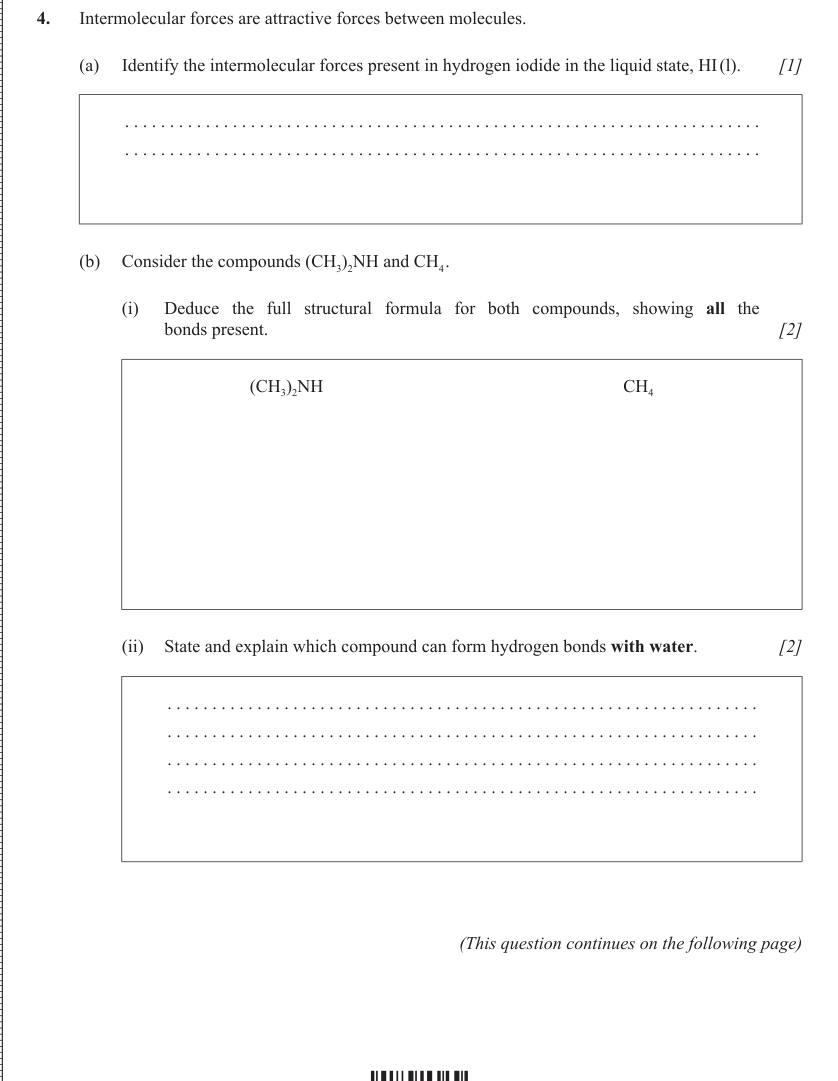 4. Intermolecular forces are attractive forces between molecules.
(a) Identify the intermolecular forces present in hydrogen iodide in the liquid state, HI (l). [1]
(b) Consider the compounds (CH₃)₂NH and CH₄.
(i) Deduce the full structural formula for both compounds, showing all the
bonds present. [2]
(CH₃)₂NH CH₄
(ii) State and explain which compound can form hydrogen bonds with water. [2]
(This question continues on the following page)